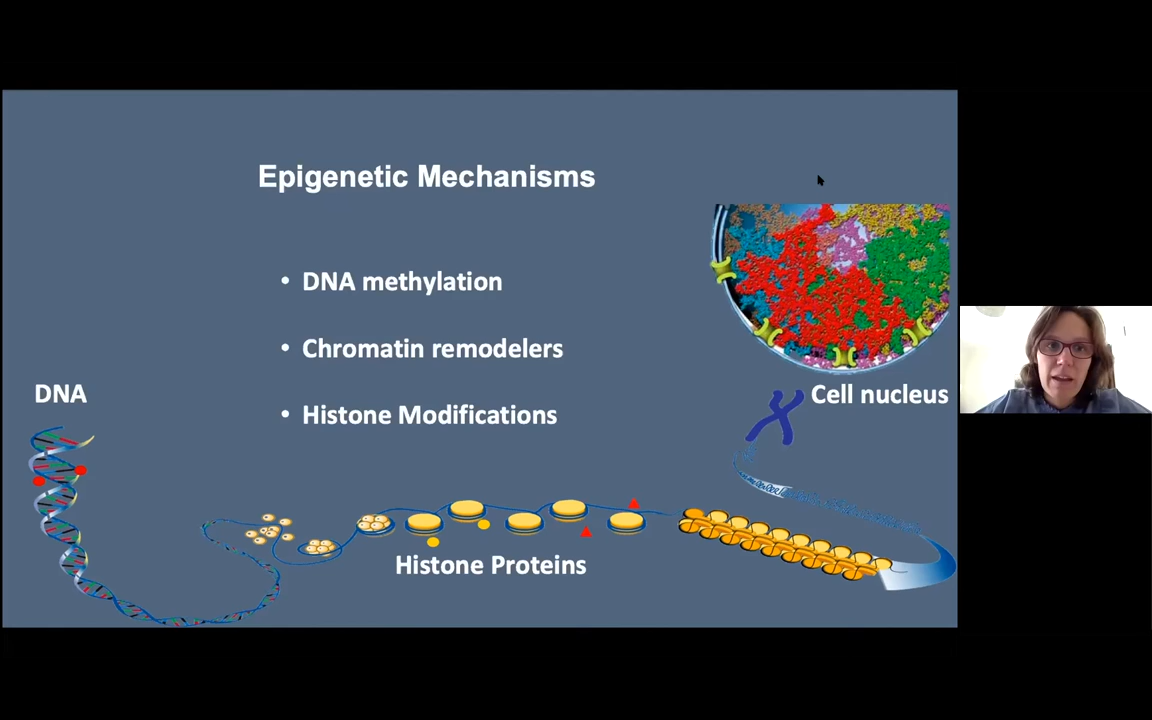 Epigenetic Mechanisms
• DNA methylation
• Chromatin remodelers
• Histone Modifications
DNA
Cell nucleus
Histone Proteins